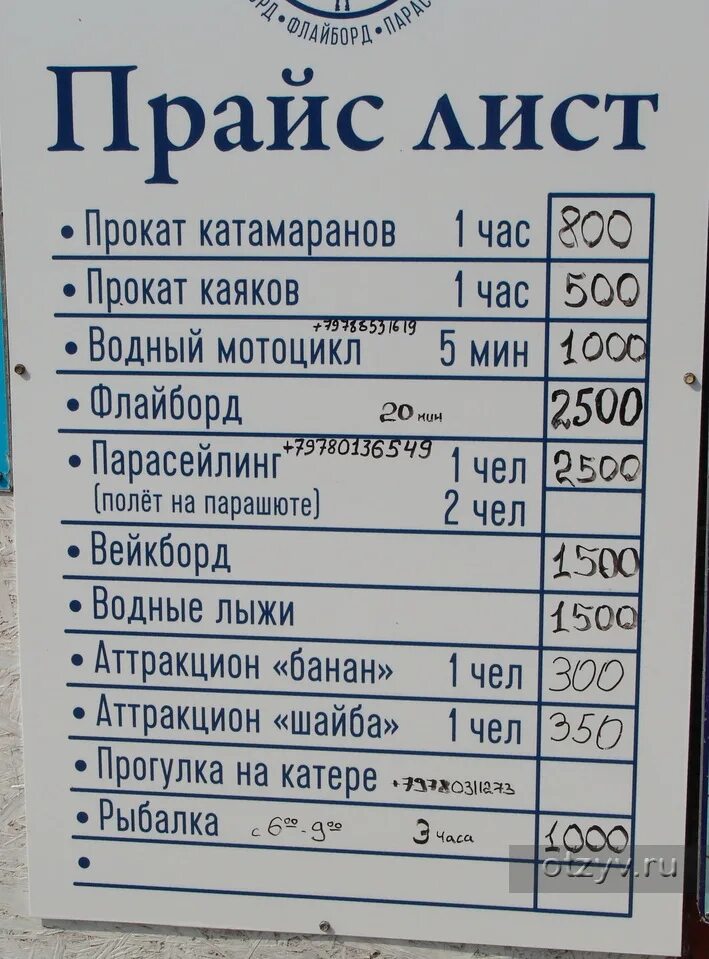 • ФЛАЙБОРД •
Прайс лист
• Прокат катамаранов 1 час 800
• Прокат каяков 1 час 500
+79788531619
• Водный мотоцикл 5 мин 1000
• Флайборд 20 мин 2500
+79780136549
• Парасейлинг 1 чел 2500
(полёт на парашюте) 2 чел
• Вейкборд 1500
• Водные лыжи 1500
• Аттракцион «банан» 1 чел 300
• Аттракцион «шайба» 1 чел 350
• Прогулка на катере +79780311273
• Рыбалка с 6⁰⁰-9⁰⁰ 3 часа 1000
•
otzyv.ru